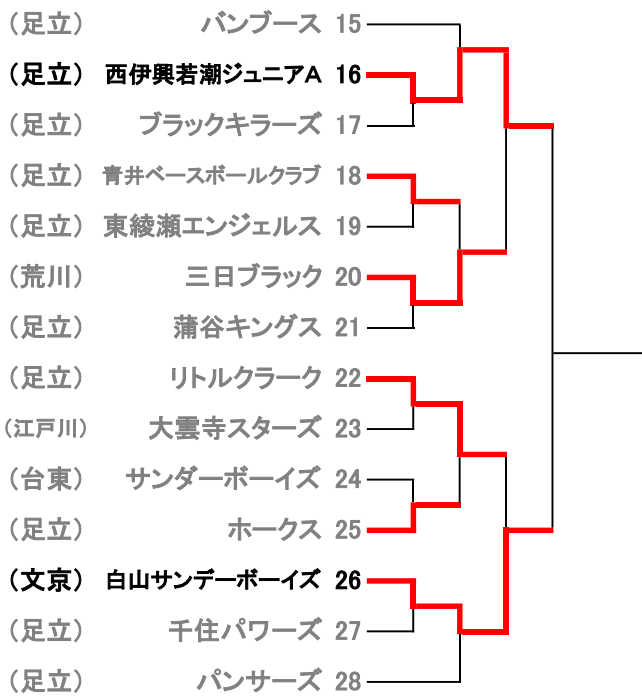 (足立) バンブース 15
(足立) 西伊興若潮ジュニアA 16
(足立) ブラックキラーズ 17
(足立) 青井ベースボールクラブ 18
(足立) 東綾瀬エンジェルス 19
(荒川) 三日ブラック 20
(足立) 蒲谷キングス 21
(足立) リトルクラーク 22
(江戸川) 大雲寺スターズ 23
(台東) サンダーボーイズ 24
(足立) ホークス 25
(文京) 白山サンデーボーイズ 26
(足立) 千住パワーズ 27
(足立) パンサーズ 28